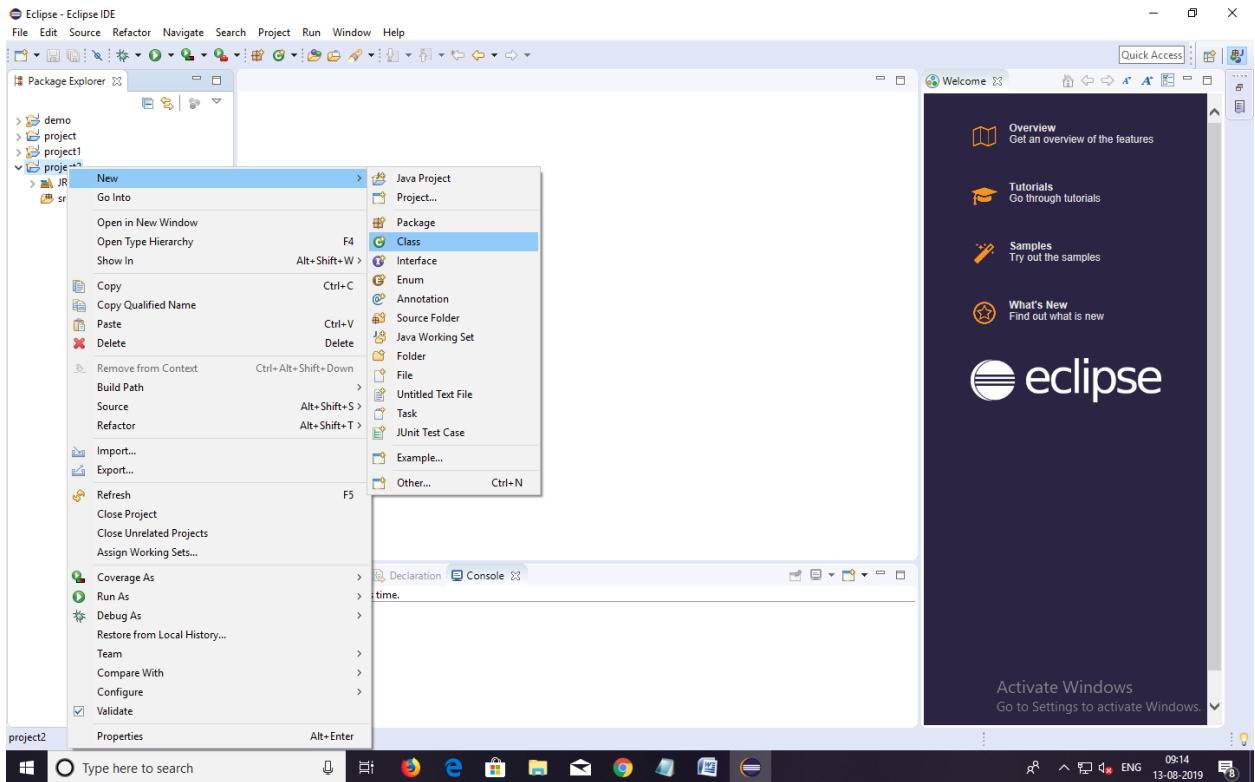 Eclipse - Eclipse IDE
File Edit Source Refactor Navigate Search Project Run Window Help
Quick Access
Package Explorer
demo
project
project1
project2
JR
sr
New
Go Into
Open in New Window
Open Type Hierarchy F4
Show In Alt+Shift+W >
Copy Ctrl+C
Copy Qualified Name
Paste Ctrl+V
Delete Delete
Remove from Context Ctrl+Alt+Shift+Down
Build Path >
Source Alt+Shift+S >
Refactor Alt+Shift+T >
Import...
Export...
Refresh F5
Close Project
Close Unrelated Projects
Assign Working Sets...
Coverage As >
Run As >
Debug As >
Restore from Local History...
Team >
Compare With >
Configure >
Validate
Properties Alt+Enter
Java Project
Project...
Package
Class
Interface
Enum
Annotation
Source Folder
Java Working Set
Folder
File
Untitled Text File
Task
JUnit Test Case
Example...
Other... Ctrl+N
Declaration Console
time.
Welcome
Overview
Get an overview of the features
Tutorials
Go through tutorials
Samples
Try out the samples
What's New
Find out what is new
eclipse
Activate Windows
Go to Settings to activate Windows.
project2
Type here to search
ENG
09:14
13-08-2019